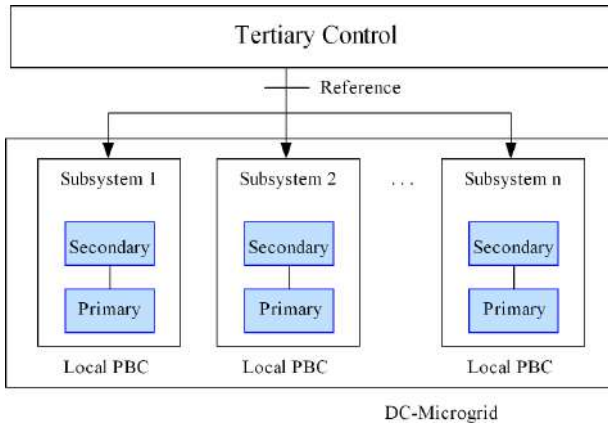 Tertiary Control
Reference
Subsystem 1
Subsystem 2
. . .
Subsystem n
Secondary
Secondary
Secondary
Primary
Primary
Primary
Local PBC
Local PBC
Local PBC
DC-Microgrid